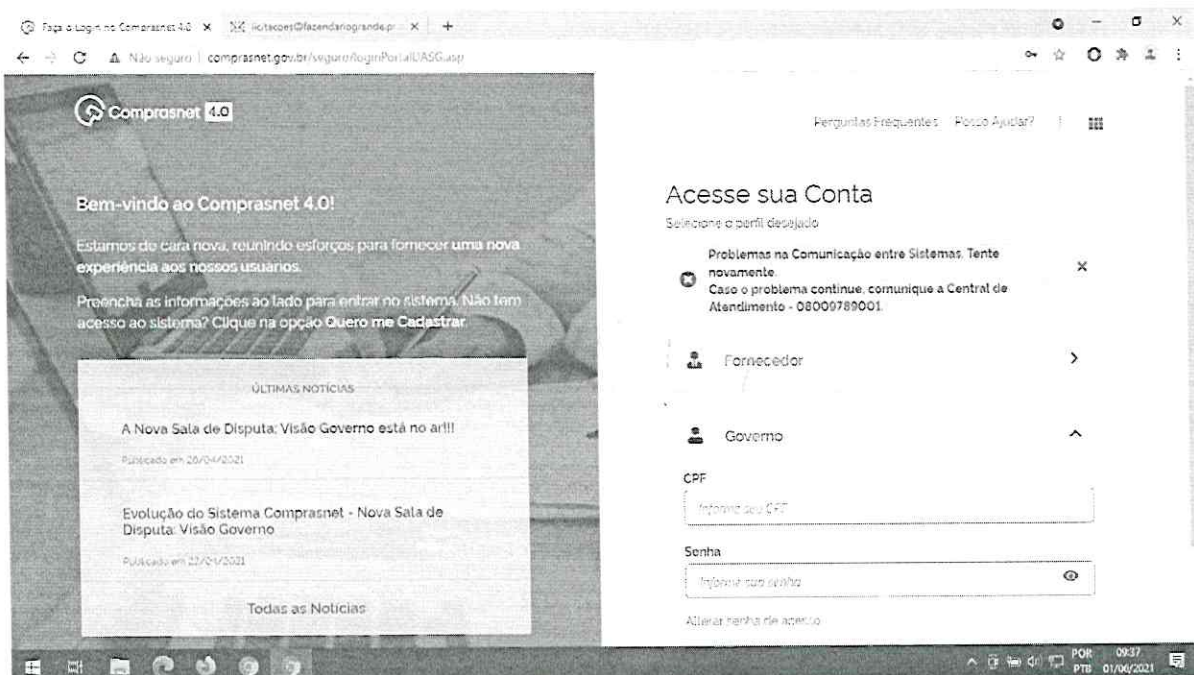 Faça o Login no Comprasnet 4.0
licitacoes@fazendariogrande.pr
Não seguro | comprasnet.gov.br/seguro/loginPortalUASG.asp
Comprasnet 4.0
Bem-vindo ao Comprasnet 4.0!
Estamos de cara nova, reunindo esforços para fornecer uma nova
experiência aos nossos usuários.
Preencha as informações ao lado para entrar no sistema. Não tem
acesso ao sistema? Clique na opção Quero me Cadastrar.
ÚLTIMAS NOTÍCIAS
A Nova Sala de Disputa: Visão Governo está no ar!!!
Publicado em 26/04/2021
Evolução do Sistema Comprasnet - Nova Sala de
Disputa: Visão Governo
Publicado em 22/04/2021
Todas as Notícias
Perguntas Frequentes
Posso Ajudar?
Acesse sua Conta
Selecione o perfil desejado
Problemas na Comunicação entre Sistemas. Tente
novamente.
Caso o problema continue, comunique a Central de
Atendimento - 08009789001.
Fornecedor
Governo
CPF
Informe seu CPF
Senha
Informe sua senha
Alterar senha de acesso
POR
PTB
09:37
01/06/2021